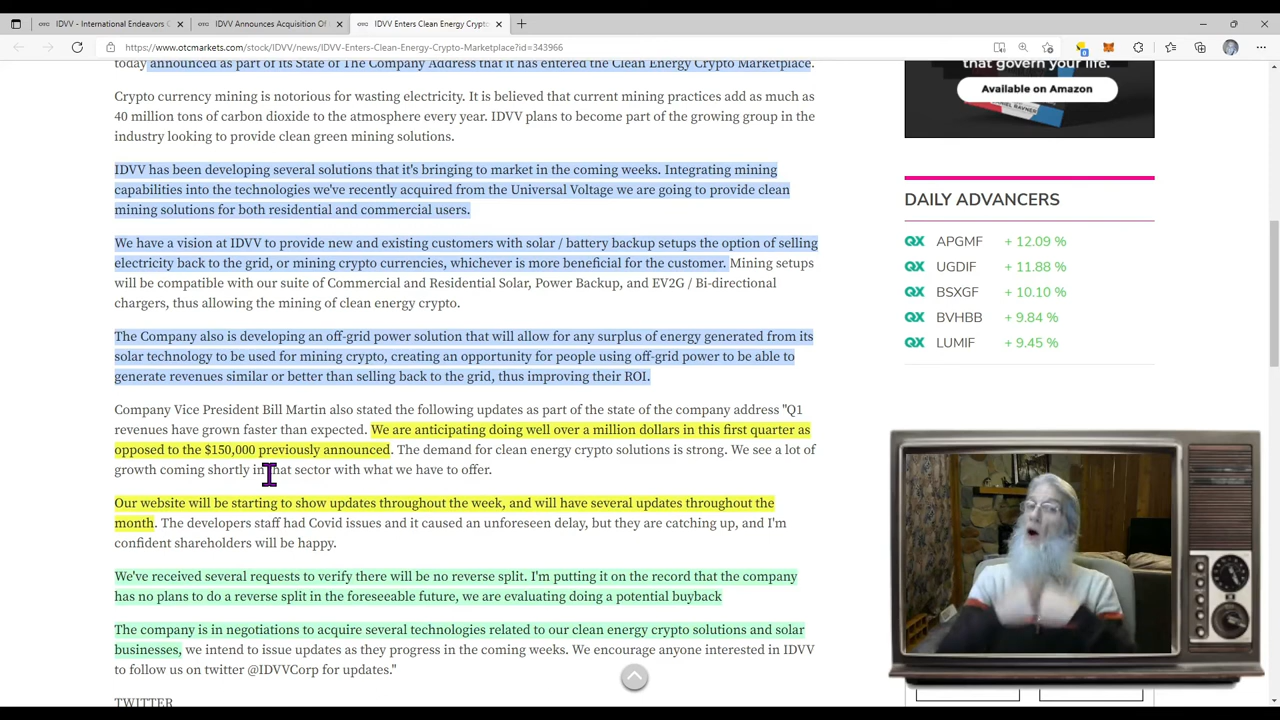 IDVV - International Endeavors C
IDVV Announces Acquisition Of
IDVV Enters Clean Energy Crypto
https://www.otcmarkets.com/stock/IDVV/news/IDVV-Enters-Clean-Energy-Crypto-Marketplace?id=343966
today announced as part of its State of The Company Address that it has entered the Clean Energy Crypto Marketplace.
Crypto currency mining is notorious for wasting electricity. It is believed that current mining practices add as much as
40 million tons of carbon dioxide to the atmosphere every year. IDVV plans to become part of the growing group in the
industry looking to provide clean green mining solutions.
IDVV has been developing several solutions that it's bringing to market in the coming weeks. Integrating mining
capabilities into the technologies we've recently acquired from the Universal Voltage we are going to provide clean
mining solutions for both residential and commercial users.
We have a vision at IDVV to provide new and existing customers with solar / battery backup setups the option of selling
electricity back to the grid, or mining crypto currencies, whichever is more beneficial for the customer. Mining setups
will be compatible with our suite of Commercial and Residential Solar, Power Backup, and EV2G / Bi-directional
chargers, thus allowing the mining of clean energy crypto.
The Company also is developing an off-grid power solution that will allow for any surplus of energy generated from its
solar technology to be used for mining crypto, creating an opportunity for people using off-grid power to be able to
generate revenues similar or better than selling back to the grid, thus improving their ROI.
Company Vice President Bill Martin also stated the following updates as part of the state of the company address "Q1
revenues have grown faster than expected. We are anticipating doing well over a million dollars in this first quarter as
opposed to the $150,000 previously announced. The demand for clean energy crypto solutions is strong. We see a lot of
growth coming shortly in that sector with what we have to offer.
Our website will be starting to show updates throughout the week, and will have several updates throughout the
month. The developers staff had Covid issues and it caused an unforeseen delay, but they are catching up, and I'm
confident shareholders will be happy.
We've received several requests to verify there will be no reverse split. I'm putting it on the record that the company
has no plans to do a reverse split in the foreseeable future, we are evaluating doing a potential buyback
The company is in negotiations to acquire several technologies related to our clean energy crypto solutions and solar
businesses, we intend to issue updates as they progress in the coming weeks. We encourage anyone interested in IDVV
to follow us on twitter @IDVVCorp for updates."
TWITTER
that govern your life.
Available on Amazon
DAILY ADVANCERS
QX APGMF + 12.09 %
QX UGDIF + 11.88 %
QX BSXGF + 10.10 %
QX BVHBB + 9.84 %
QX LUMIF + 9.45 %